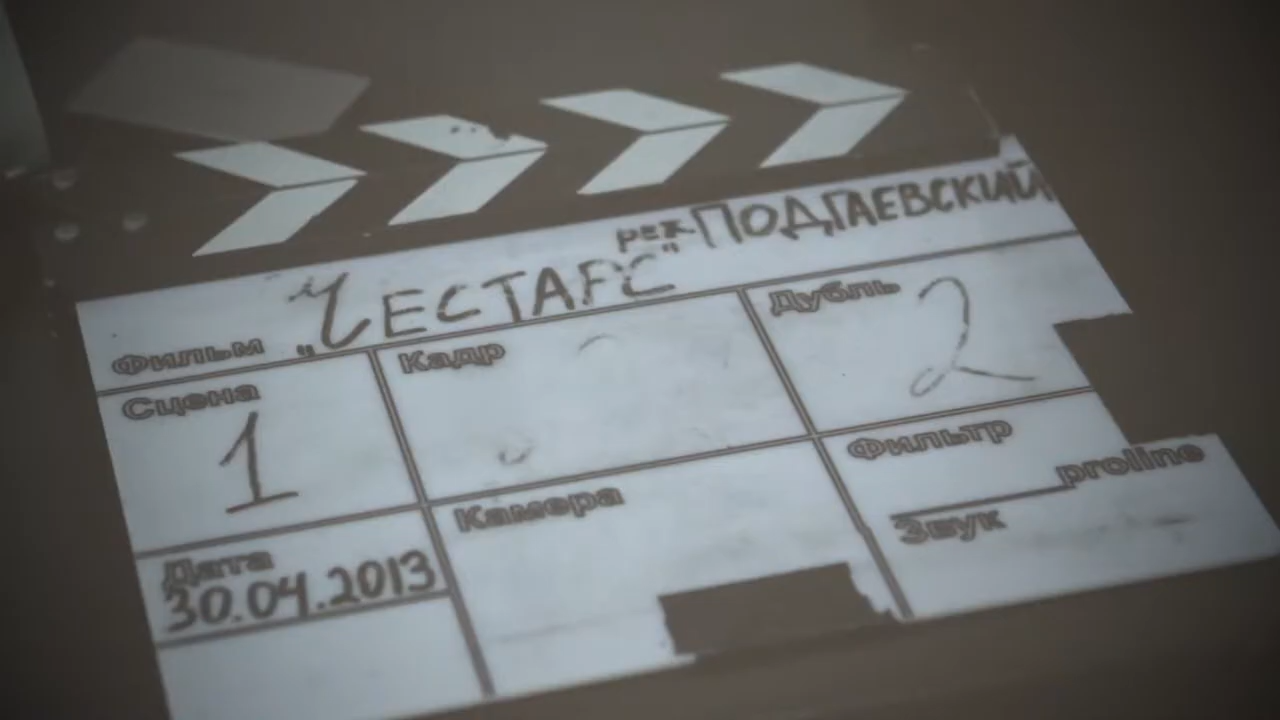 реж. ПОДГАЕВСКИЙ
Фильм „ЧЕСТАРС"
Сцена 1
Кадр
Дубль 2
Дата
30.04.2013
Камера
Фильтр
proline
Звук